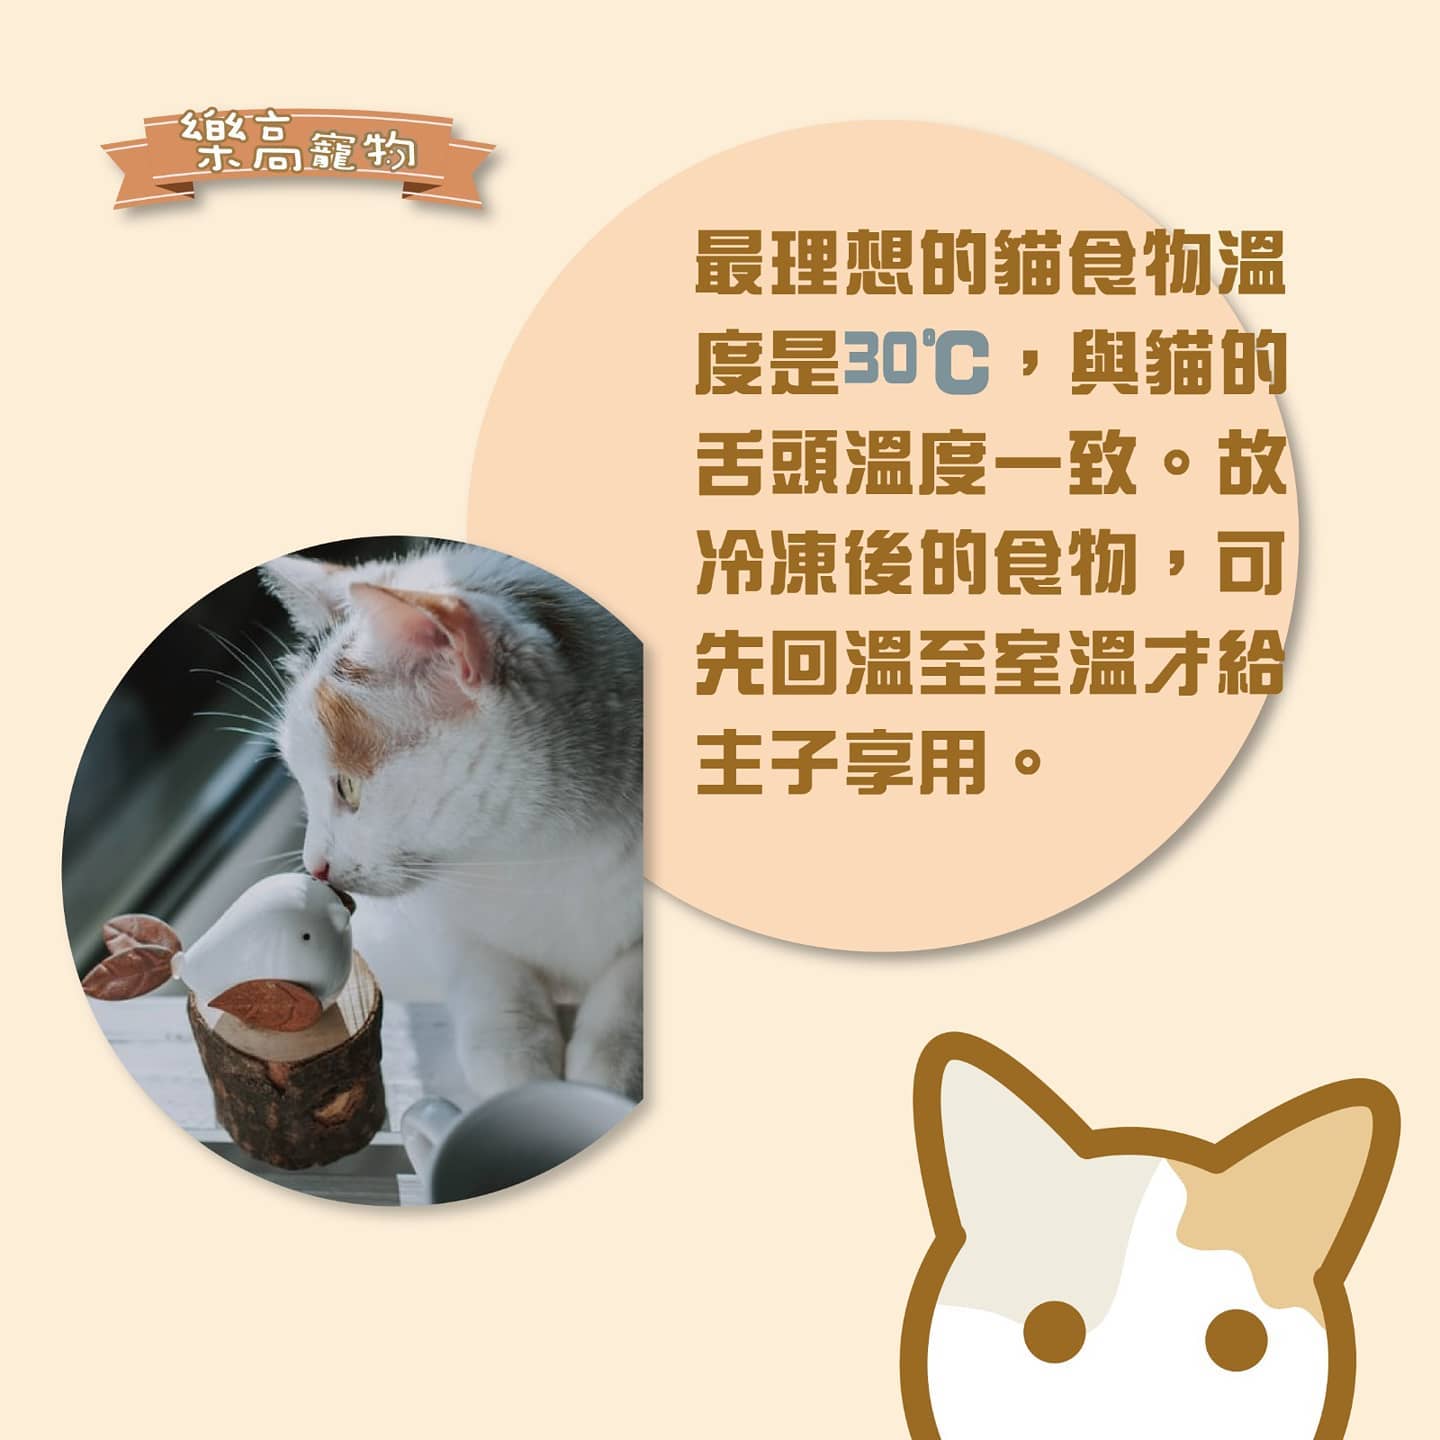 樂高寵物
最理想的貓食物溫
度是30℃，與貓的
舌頭溫度一致。故
冷凍後的食物，可
先回溫至室溫才給
主子享用。